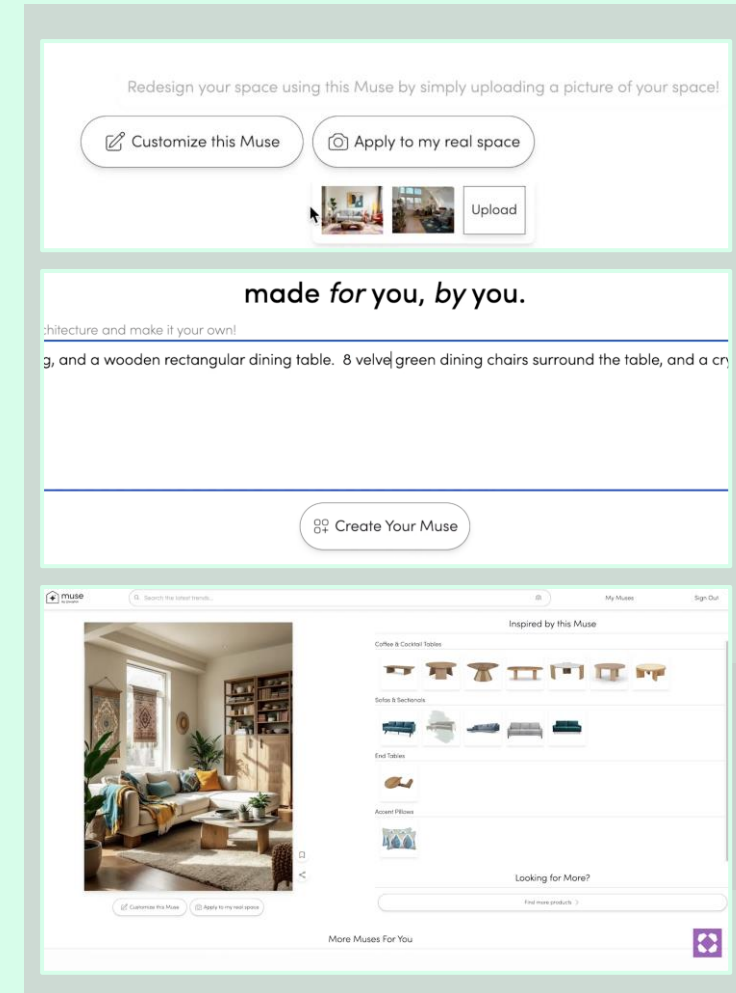 Redesign your space using this Muse by simply uploading a picture of your space!
Customize this Muse
Apply to my real space
Upload
made for you, by you.
chitecture and make it your own!
g, and a wooden rectangular dining table. 8 velve green dining chairs surround the table, and a cry
Create Your Muse
muse
Search the latest trends...
My Muses
Sign Out
Inspired by this Muse
Coffee & Cocktail Tables
Sofas & Sectionals
End Tables
Accent Pillows
Looking for More?
Customize this Muse
Apply to my real space
Find more products
More Muses For You